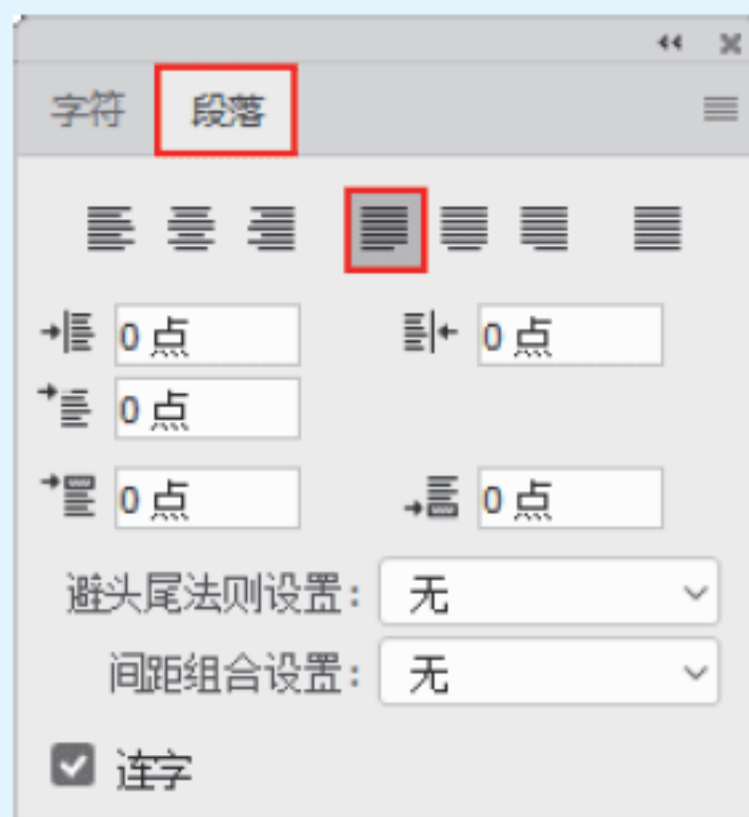 字符 段落
0 点 0 点
0 点
0 点 0 点
避头尾法则设置： 无
间距组合设置： 无
连字